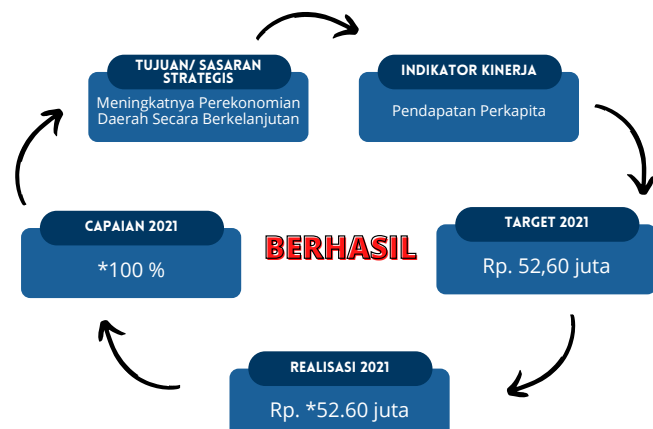 TUJUAN/ SASARAN
STRATEGIS
Meningkatnya Perekonomian
Daerah Secara Berkelanjutan
INDIKATOR KINERJA
Pendapatan Perkapita
TARGET 2021
Rp. 52,60 juta
REALISASI 2021
Rp. *52.60 juta
CAPAIAN 2021
*100 %
BERHASIL